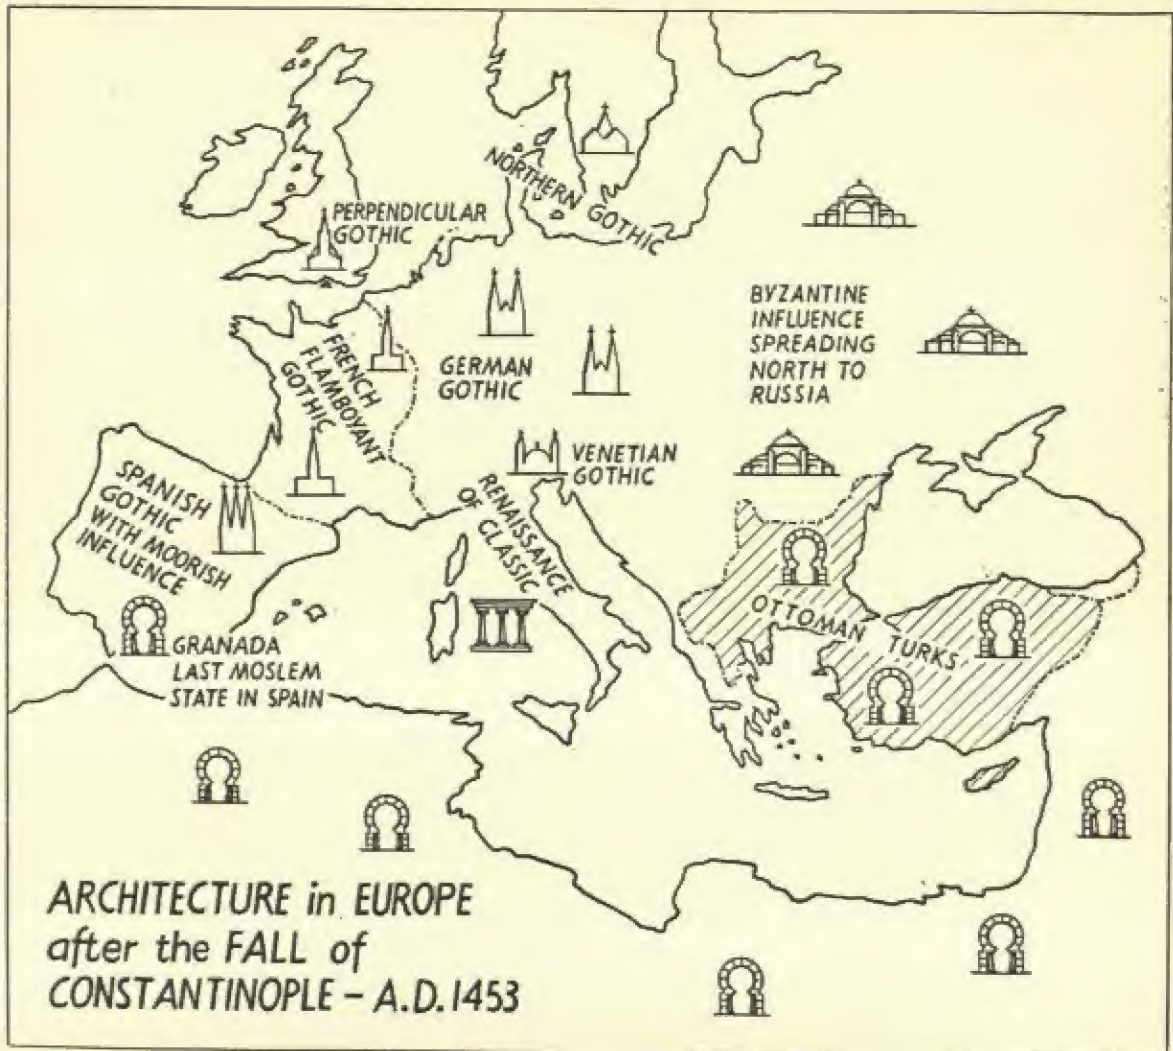 NORTHERN GOTHIC
PERPENDICULAR
GOTHIC
BYZANTINE
INFLUENCE
SPREADING
NORTH TO
RUSSIA
FRENCH
FLAMBOYANT
GOTHIC
GERMAN
GOTHIC
VENETIAN
GOTHIC
SPANISH
GOTHIC
WITH MOORISH
INFLUENCE
RENAISSANCE
OF CLASSIC
OTTOMAN TURKS
GRANADA
LAST MOSLEM
STATE IN SPAIN
ARCHITECTURE in EUROPE
after the FALL of
CONSTANTINOPLE – A.D. 1453